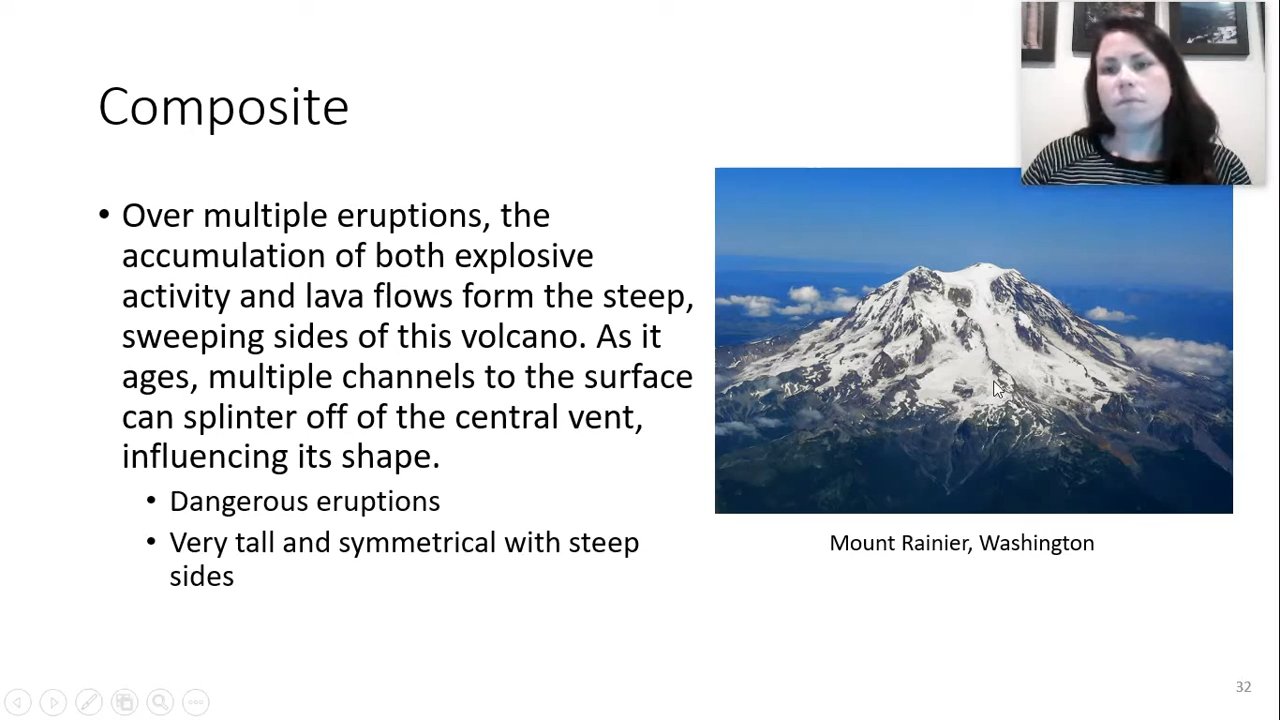 Composite
• Over multiple eruptions, the
accumulation of both explosive
activity and lava flows form the steep,
sweeping sides of this volcano. As it
ages, multiple channels to the surface
can splinter off of the central vent,
influencing its shape.
• Dangerous eruptions
• Very tall and symmetrical with steep
sides
Mount Rainier, Washington
32